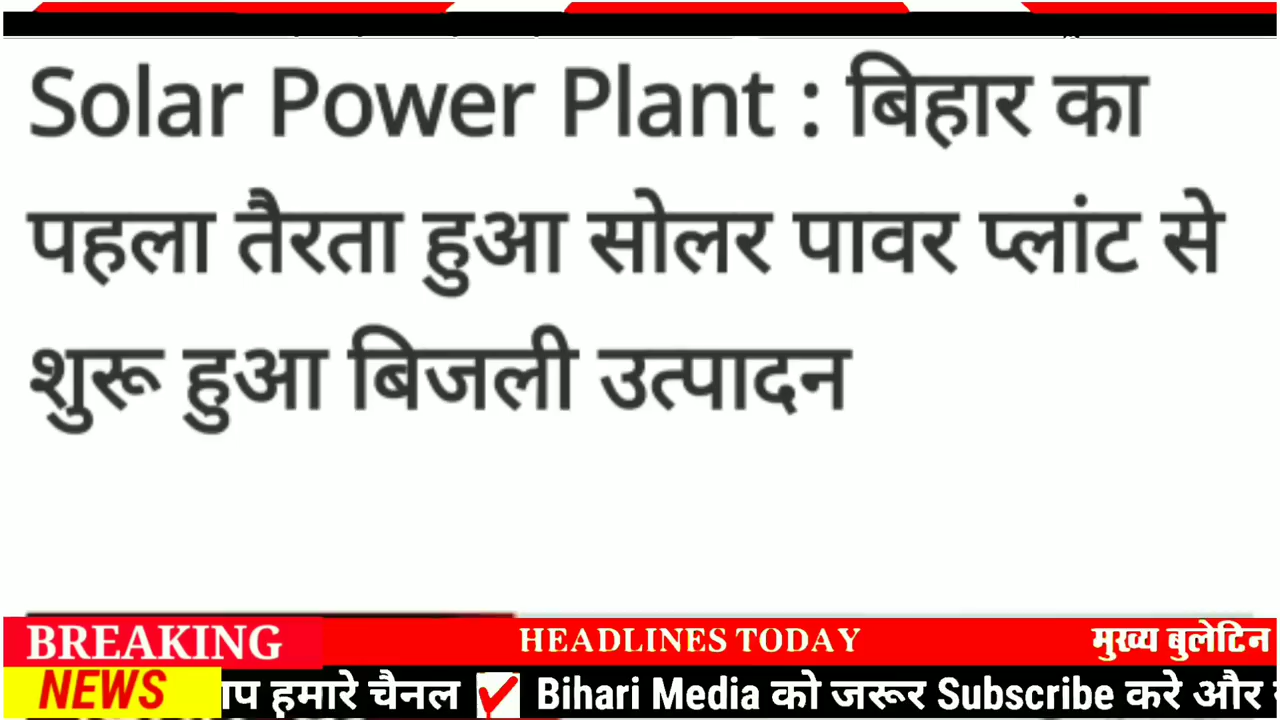 Solar Power Plant : बिहार का
पहला तैरता हुआ सोलर पावर प्लांट से
शुरू हुआ बिजली उत्पादन
BREAKING
HEADLINES TODAY
मुख्य बुलेटिन
NEWS
हमारे चैनल ✔ Bihari Media को जरूर Subscribe करे और